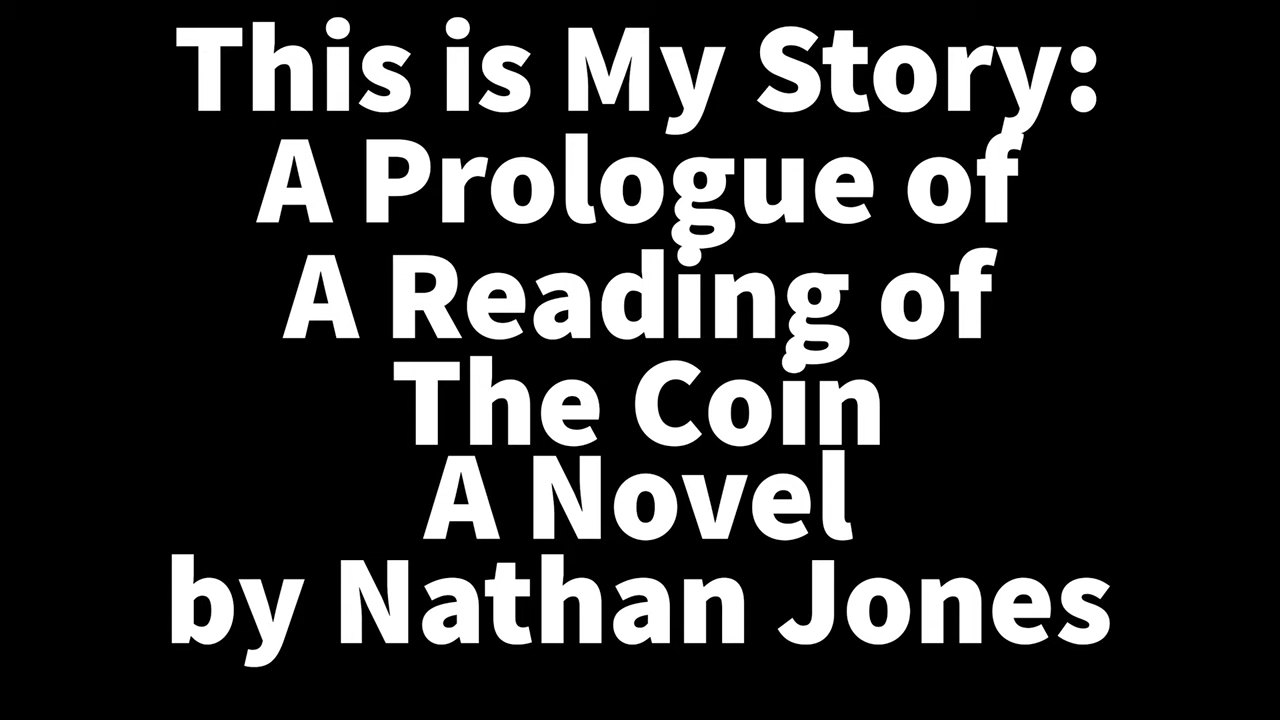 This is My Story:
A Prologue of
A Reading of
The Coin
A Novel
by Nathan Jones